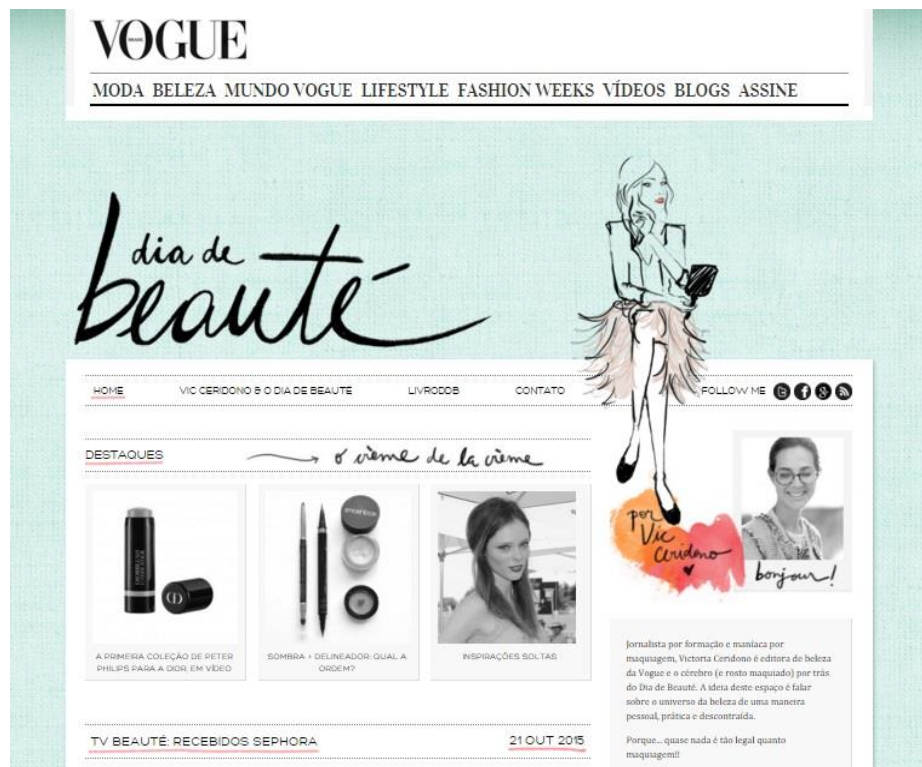 VOGUE
BRASIL
MODA BELEZA MUNDO VOGUE LIFESTYLE FASHION WEEKS VÍDEOS BLOGS ASSINE
dia de
beauté
HOME VIC CERIDONO & O DIA DE BEAUTE LIVRODDB CONTATO FOLLOW ME
DESTAQUES o crème de la crème
por
Vic
Ceridono
bonjour!
A PRIMEIRA COLEÇÃO DE PETER
PHILIPS PARA A DIOR, EM VÍDEO
SOMBRA + DELINEADOR: QUAL A
ORDEM?
INSPIRAÇÕES SOLTAS
Jornalista por formação e maníaca por
maquiagem, Victoria Ceridono é editora de beleza
da Vogue e o cérebro (e rosto maquiado) por trás
do Dia de Beauté. A ideia deste espaço é falar
sobre o universo da beleza de uma maneira
pessoal, prática e descontraída.
Porque... quase nada é tão legal quanto
maquiagem!!
TV BEAUTÉ: RECEBIDOS SEPHORA 21 OUT 2015